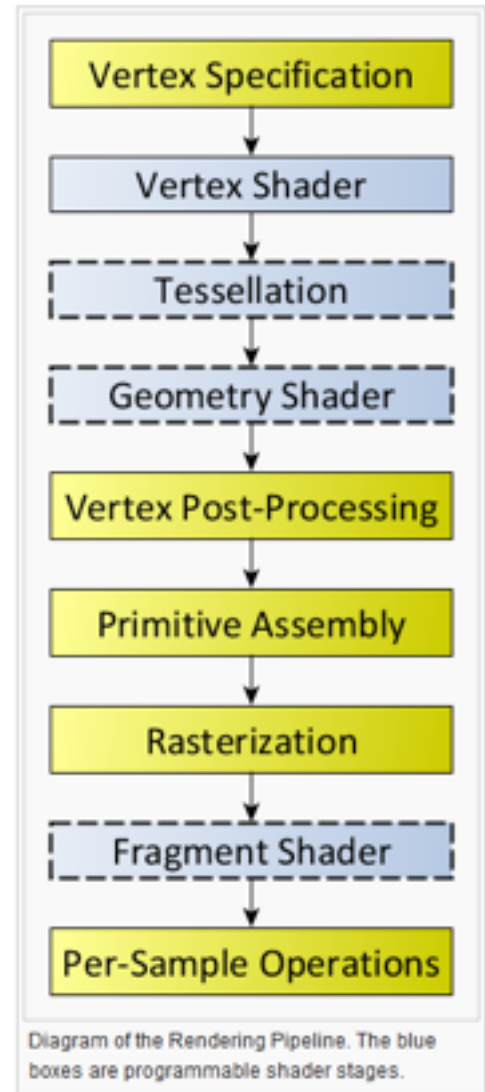 Vertex Specification
Vertex Shader
Tessellation
Geometry Shader
Vertex Post-Processing
Primitive Assembly
Rasterization
Fragment Shader
Per-Sample Operations
Diagram of the Rendering Pipeline. The blue
boxes are programmable shader stages.